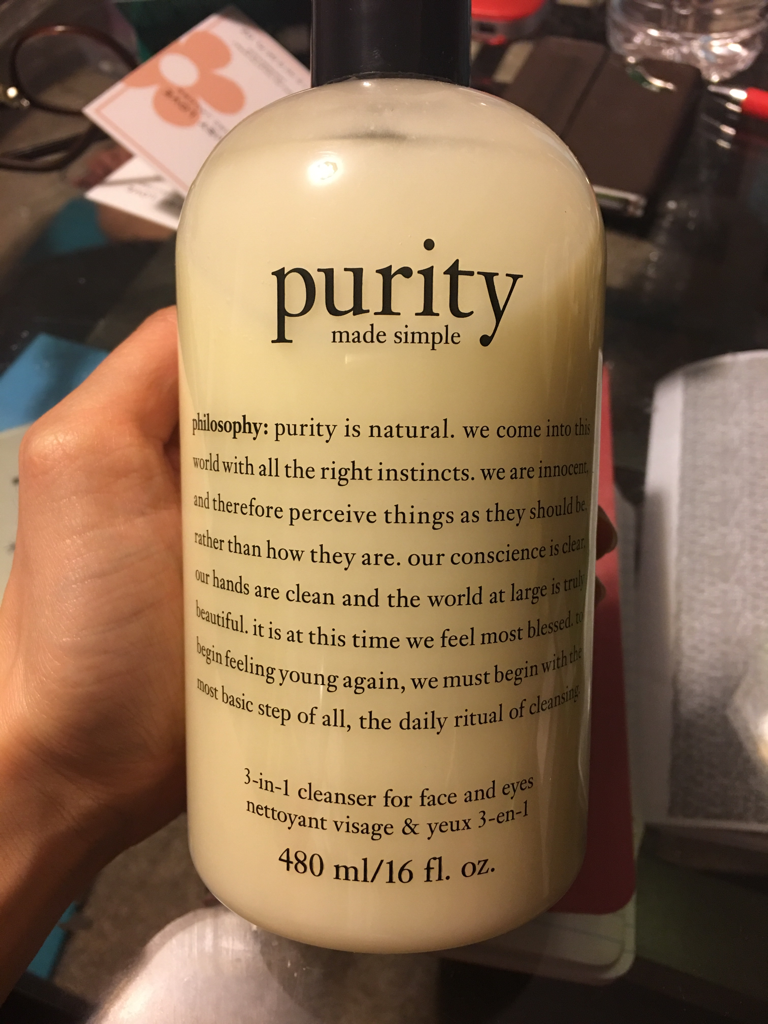 purity
made simple
philosophy: purity is natural. we come into this
world with all the right instincts. we are innocent,
and therefore perceive things as they should be,
rather than how they are. our conscience is clear,
our hands are clean and the world at large is truly
beautiful. it is at this time we feel most blessed. to
begin feeling young again, we must begin with the
most basic step of all, the daily ritual of cleansing.
3-in-1 cleanser for face and eyes
nettoyant visage & yeux 3-en-1
480 ml/16 fl. oz.